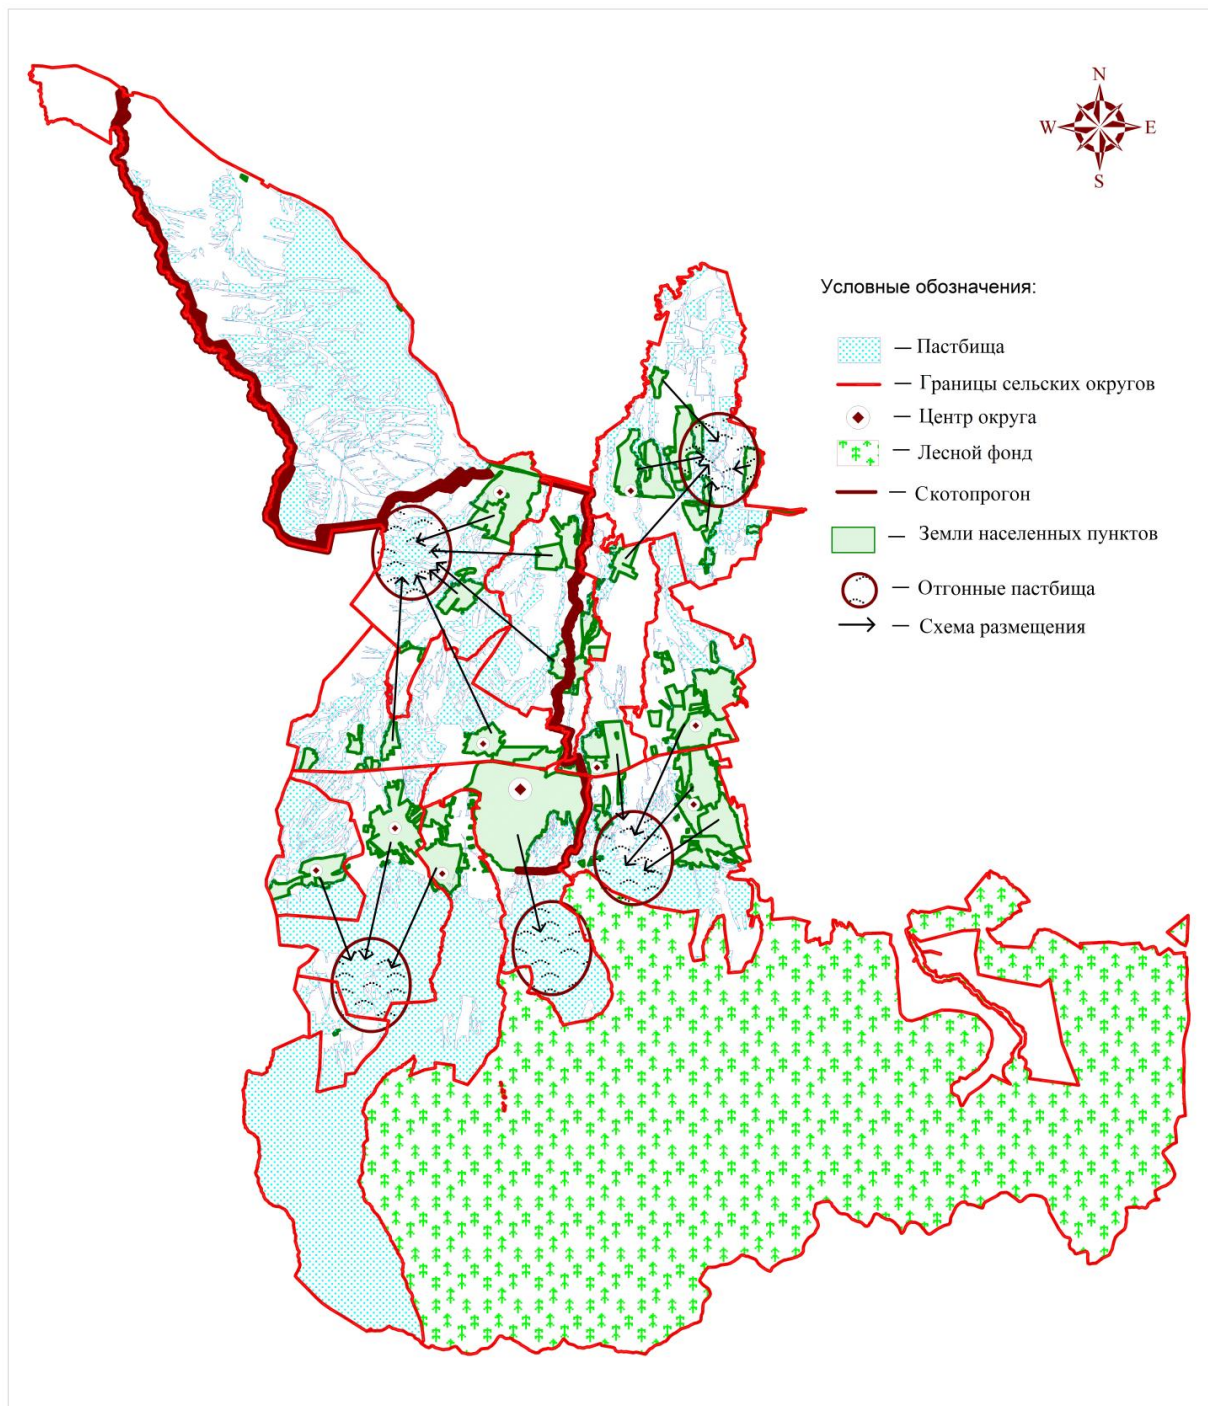 N
W E
S
Условные обозначения:
— Пастбища
— Границы сельских округов
— Центр округа
— Лесной фонд
— Скотопрогон
— Земли населенных пунктов
— Отгонные пастбища
— Схема размещения